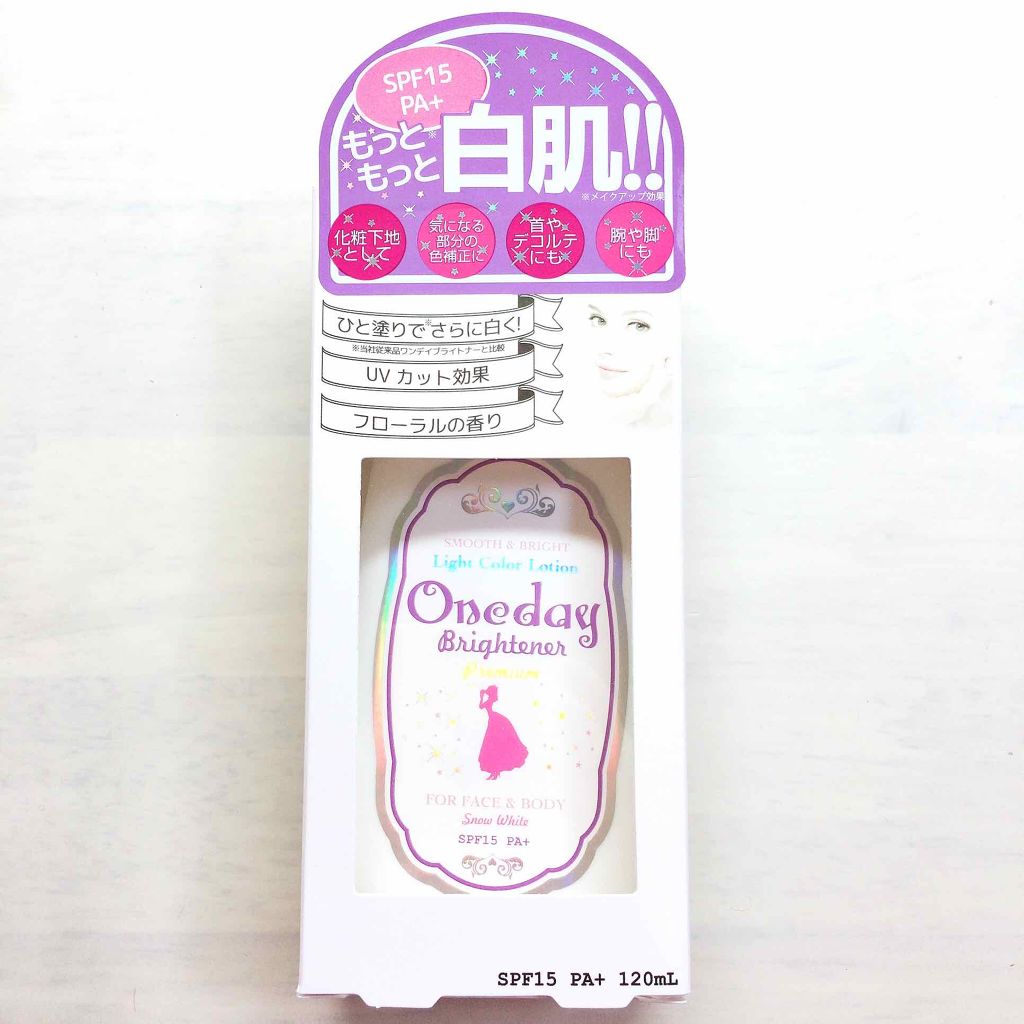 SPF15
PA+
もっと※
もっと白肌!!
※メイクアップ効果
化粧下地
として
気になる
部分の
色補正に
首や
デコルテ
にも
腕や脚
にも
ひと塗りで※さらに白く!
※当社従来品ワンデイブライトナーと比較
UV カット効果
フローラルの香り
SMOOTH & BRIGHT
Light Color Lotion
Oneday
Brightener
Premium
FOR FACE & BODY
Snow White
SPF15 PA+
SPF15 PA+ 120mL